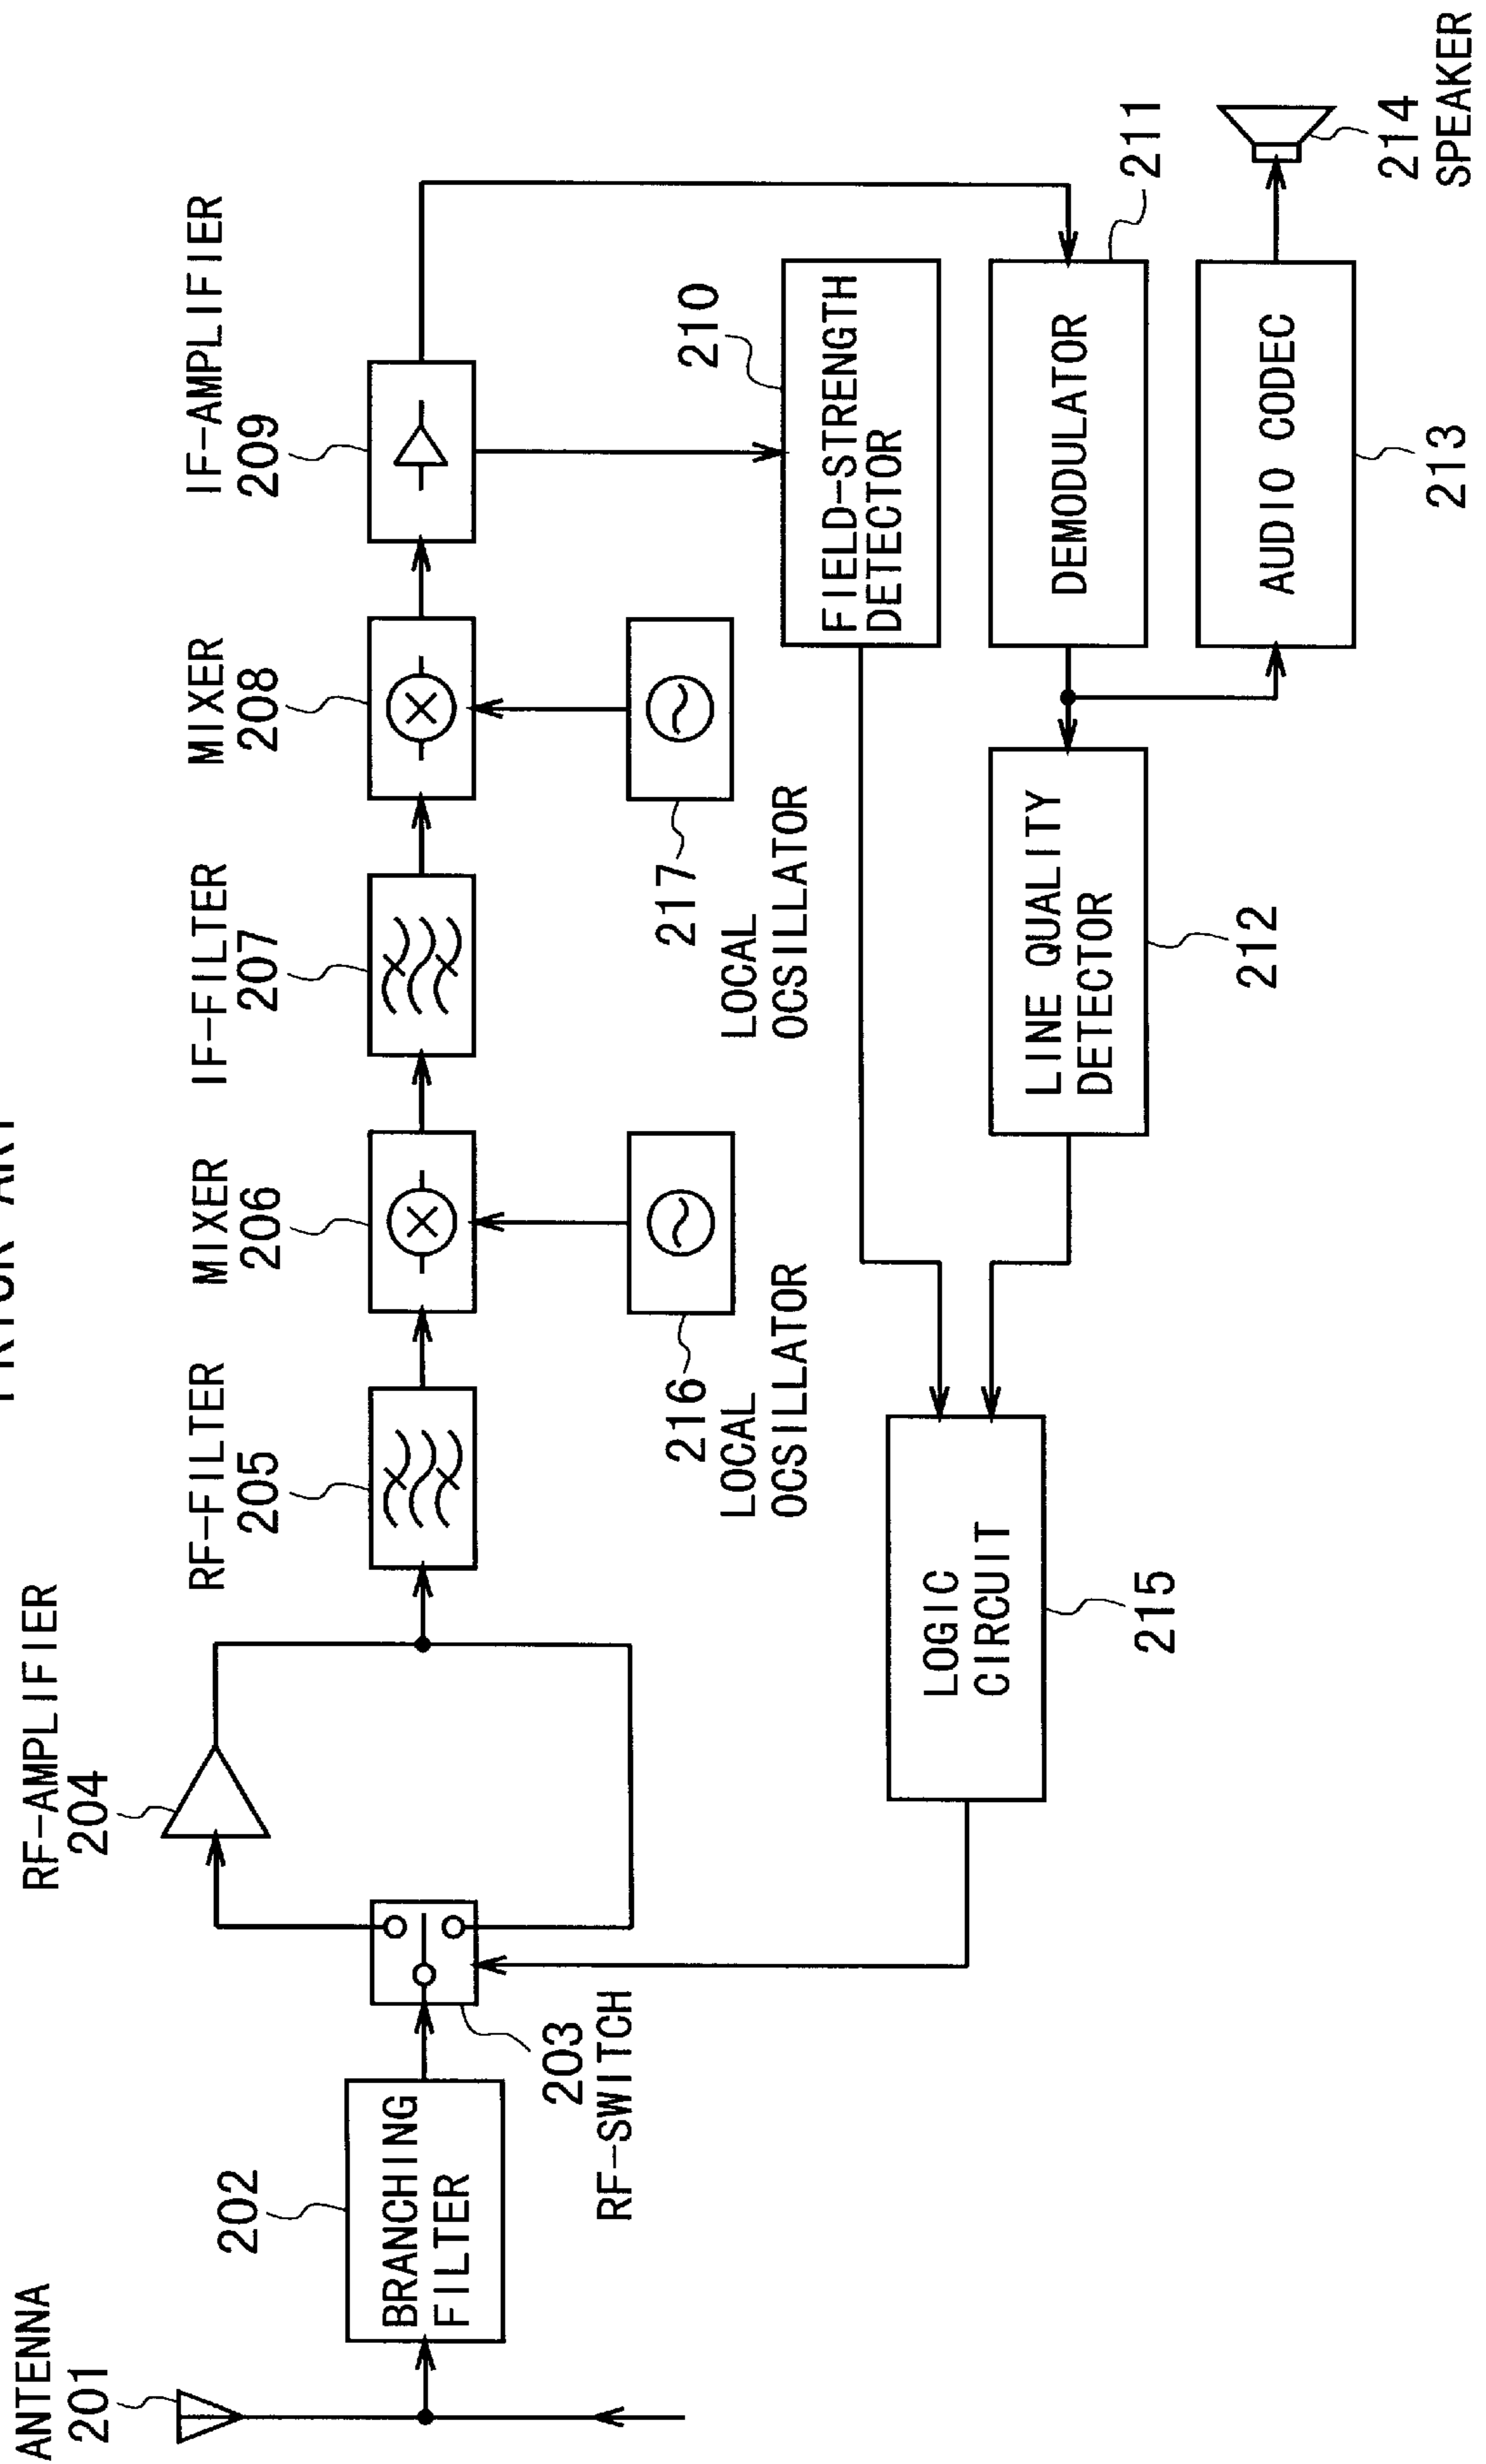 PRIOR ART
ANTENNA
201
202
BRANCHING
FILTER
203
RF-SWITCH
RF-AMPLIFIER
204
RF-FILTER
205
MIXER
206
IF-FILTER
207
MIXER
208
IF-AMPLIFIER
209
216
LOCAL
OCSILLATOR
217
LOCAL
OCSILLATOR
210
FIELD-STRENGTH
DETECTOR
LOGIC
CIRCUIT
215
LINE QUALITY
DETECTOR
212
DEMODULATOR
211
AUDIO CODEC
213
214
SPEAKER